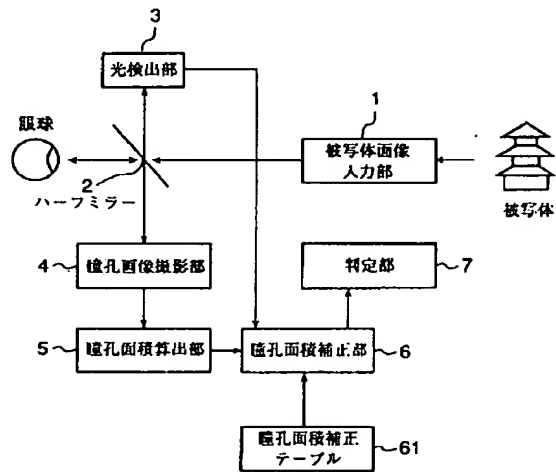 3
光検出部
眼球
2
ハーフミラー
1
被写体画像
入力部
被写体
4
瞳孔画像撮影部
判定部
7
5
瞳孔面積算出部
瞳孔面積補正部
6
瞳孔面積補正
テーブル
61